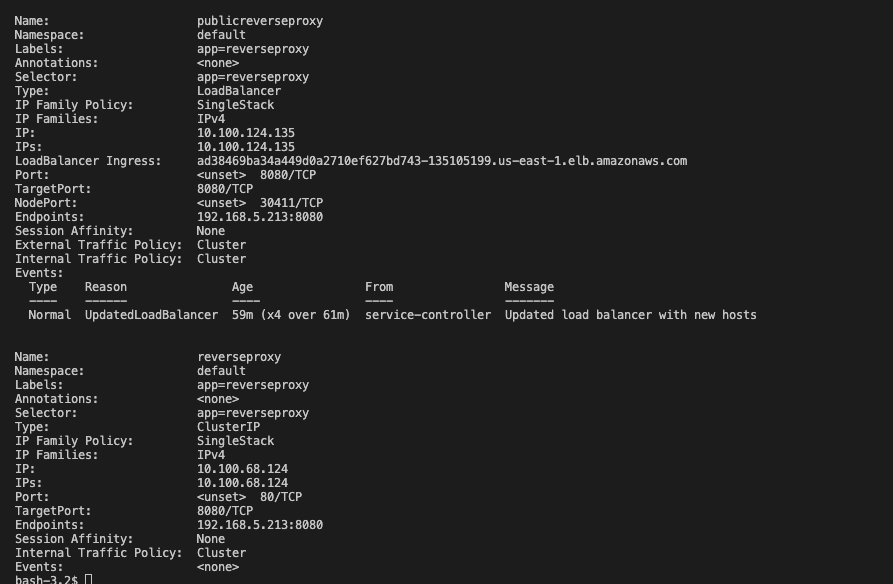 Name:                     publicreverseproxy
Namespace:                default
Labels:                   app=reverseproxy
Annotations:              <none>
Selector:                 app=reverseproxy
Type:                     LoadBalancer
IP Family Policy:         SingleStack
IP Families:              IPv4
IP:                       10.100.124.135
IPs:                      10.100.124.135
LoadBalancer Ingress:     ad38469ba34a449d0a2710ef627bd743-135105199.us-east-1.elb.amazonaws.com
Port:                     <unset>  8080/TCP
TargetPort:               8080/TCP
NodePort:                 <unset>  30411/TCP
Endpoints:                192.168.5.213:8080
Session Affinity:         None
External Traffic Policy:  Cluster
Internal Traffic Policy:  Cluster
Events:
  Type    Reason               Age                From                Message
  ----    ------               ----               ----                -------
  Normal  UpdatedLoadBalancer  59m (x4 over 61m)  service-controller  Updated load balancer with new hosts
Name:                     reverseproxy
Namespace:                default
Labels:                   app=reverseproxy
Annotations:              <none>
Selector:                 app=reverseproxy
Type:                     ClusterIP
IP Family Policy:         SingleStack
IP Families:              IPv4
IP:                       10.100.68.124
IPs:                      10.100.68.124
Port:                     <unset>  80/TCP
TargetPort:               8080/TCP
Endpoints:                192.168.5.213:8080
Session Affinity:         None
Internal Traffic Policy:  Cluster
Events:                   <none>
bash-3.2$